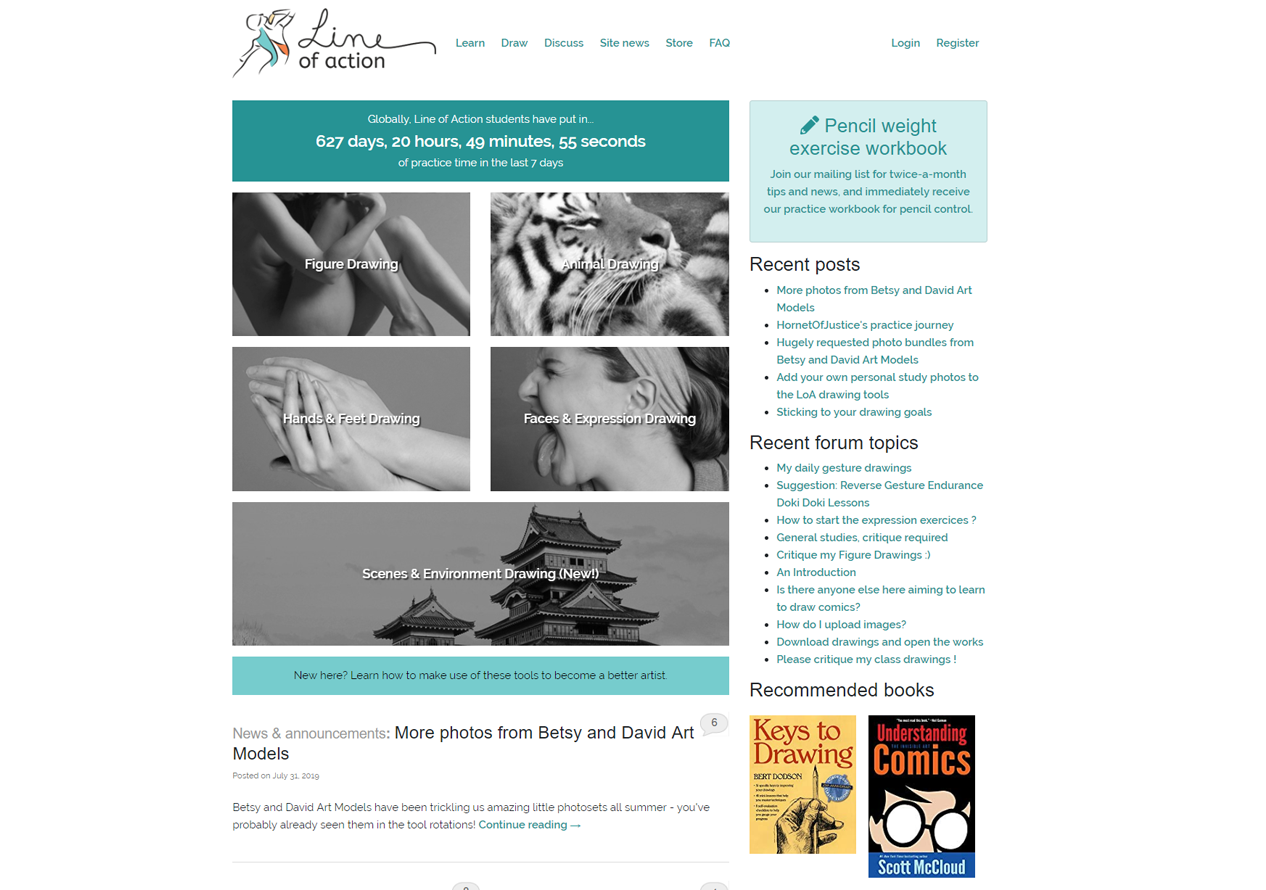 Line
of action
Learn Draw Discuss Site news Store FAQ
Login Register
Globally, Line of Action students have put in...
627 days, 20 hours, 49 minutes, 55 seconds
of practice time in the last 7 days
Figure Drawing
Animal Drawing
Hands & Feet Drawing
Faces & Expression Drawing
Scenes & Environment Drawing (New!)
New here? Learn how to make use of these tools to become a better artist.
6
News & announcements: More photos from Betsy and David Art
Models
Posted on July 31, 2019
Betsy and David Art Models have been trickling us amazing little photosets all summer - you've
probably already seen them in the tool rotations! Continue reading →
Pencil weight
exercise workbook
Join our mailing list for twice-a-month
tips and news, and immediately receive
our practice workbook for pencil control.
Recent posts
More photos from Betsy and David Art
Models
HornetOfJustice's practice journey
Hugely requested photo bundles from
Betsy and David Art Models
Add your own personal study photos to
the LoA drawing tools
Sticking to your drawing goals
Recent forum topics
My daily gesture drawings
Suggestion: Reverse Gesture Endurance
Doki Doki Lessons
How to start the expression exercices ?
General studies, critique required
Critique my Figure Drawings :)
An Introduction
Is there anyone else here aiming to learn
to draw comics?
How do I upload images?
Download drawings and open the works
Please critique my class drawings !
Recommended books
Keys to
Drawing
BERT DODSON
Understanding
THE INVISIBLE ART
Comics
Scott McCloud